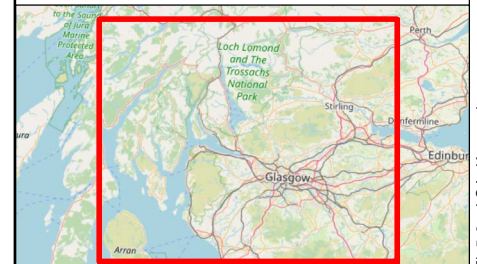 to the Sound
of Jura
Marine
Protected
Area
Loch Lomond
and The
Trossachs
National
Park
Perth
Stirling
Dunfermline
Edinbur
ura
Glasgow
Arran